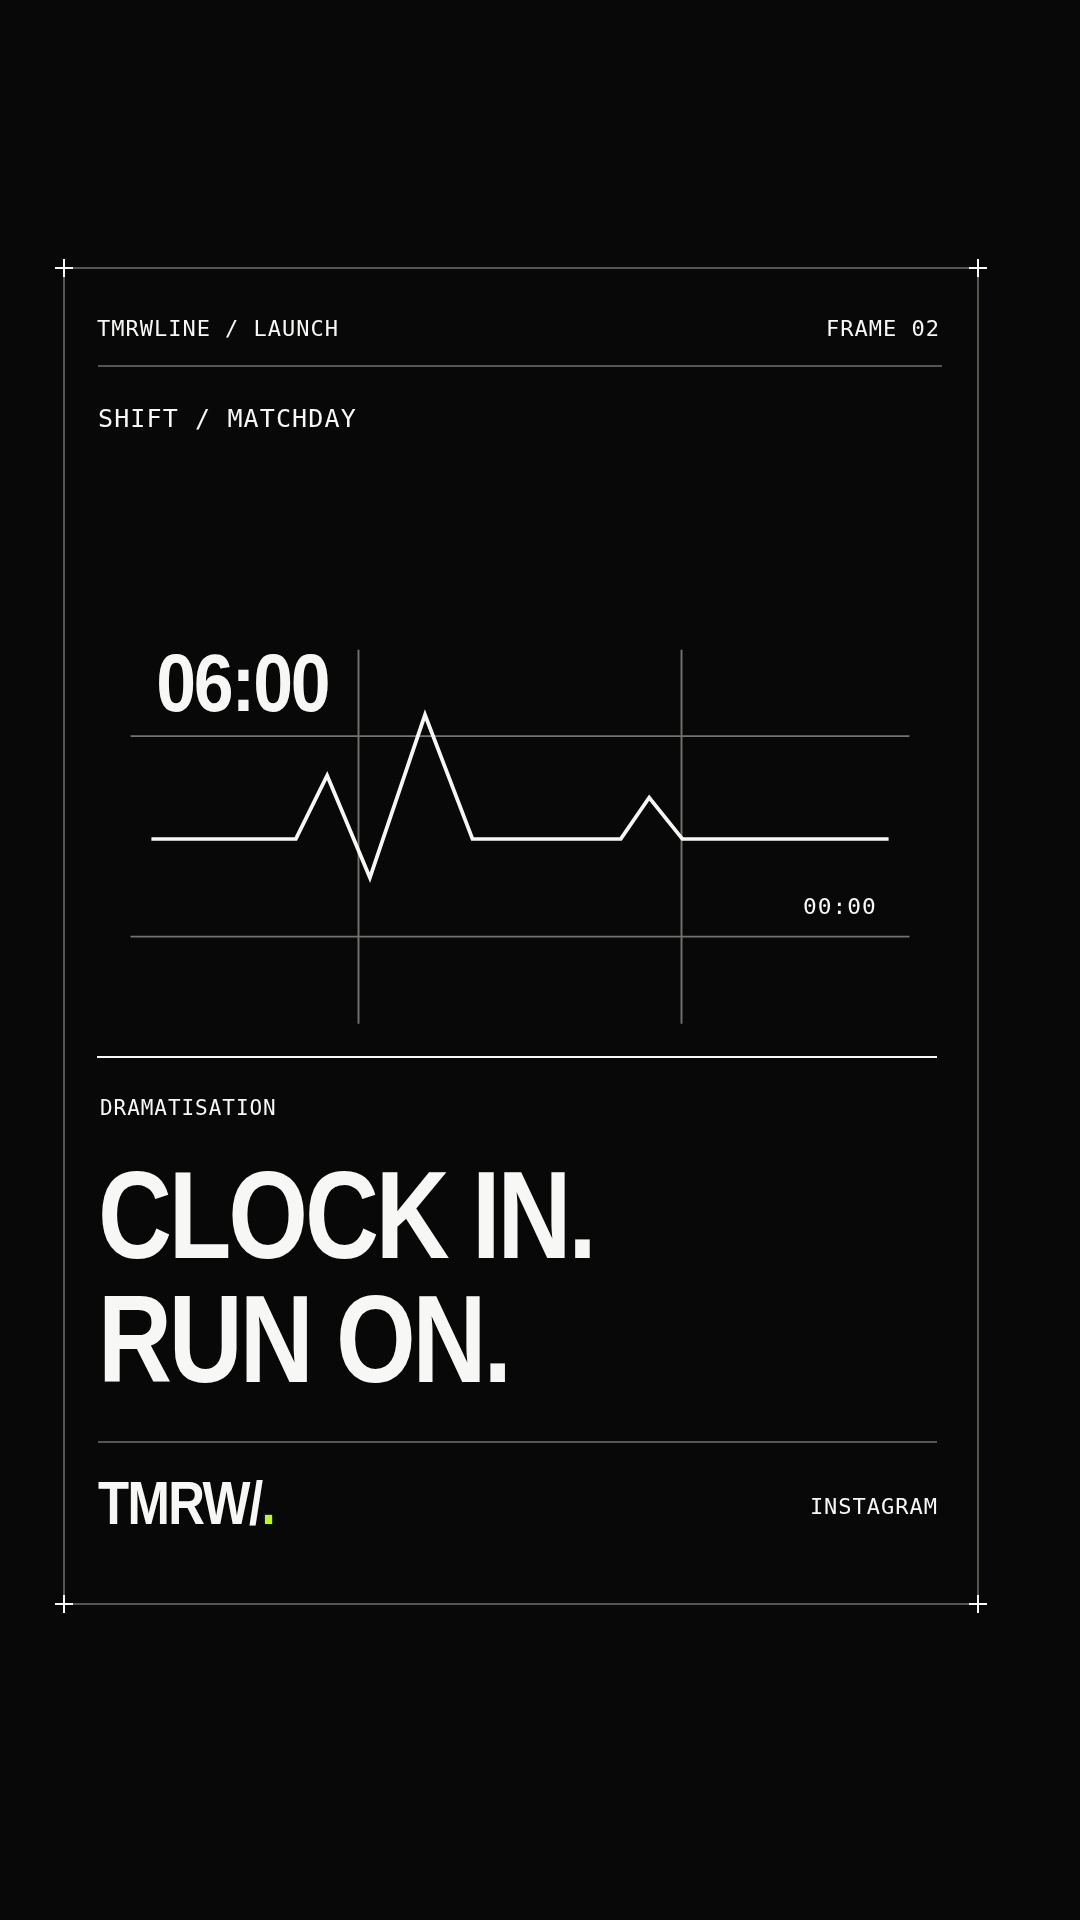 TMRWLINE / LAUNCH
FRAME 02
SHIFT / MATCHDAY
06:00
00:00
DRAMATISATION
CLOCK IN.
RUN ON.
TMRW/.
INSTAGRAM